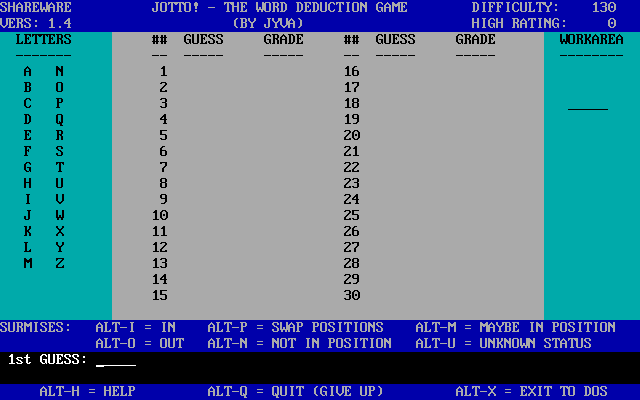 SHAREWARE JOTTO! - THE WORD DEDUCTION GAME DIFFICULTY: 130
VERS: 1.4 (BY JYVA) HIGH RATING: 0
LETTERS ## GUESS GRADE ## GUESS GRADE WORKAREA
------- -- ----- ----- -- ----- ----- --------
A N 1 16
B O 2 17
C P 3 18 _____
D Q 4 19
E R 5 20
F S 6 21
G T 7 22
H U 8 23
I V 9 24
J W 10 25
K X 11 26
L Y 12 27
M Z 13 28
14 29
15 30
SURMISES: ALT-I = IN ALT-P = SWAP POSITIONS ALT-M = MAYBE IN POSITION
ALT-O = OUT ALT-N = NOT IN POSITION ALT-U = UNKNOWN STATUS
1st GUESS: _____
ALT-H = HELP ALT-Q = QUIT (GIVE UP) ALT-X = EXIT TO DOS